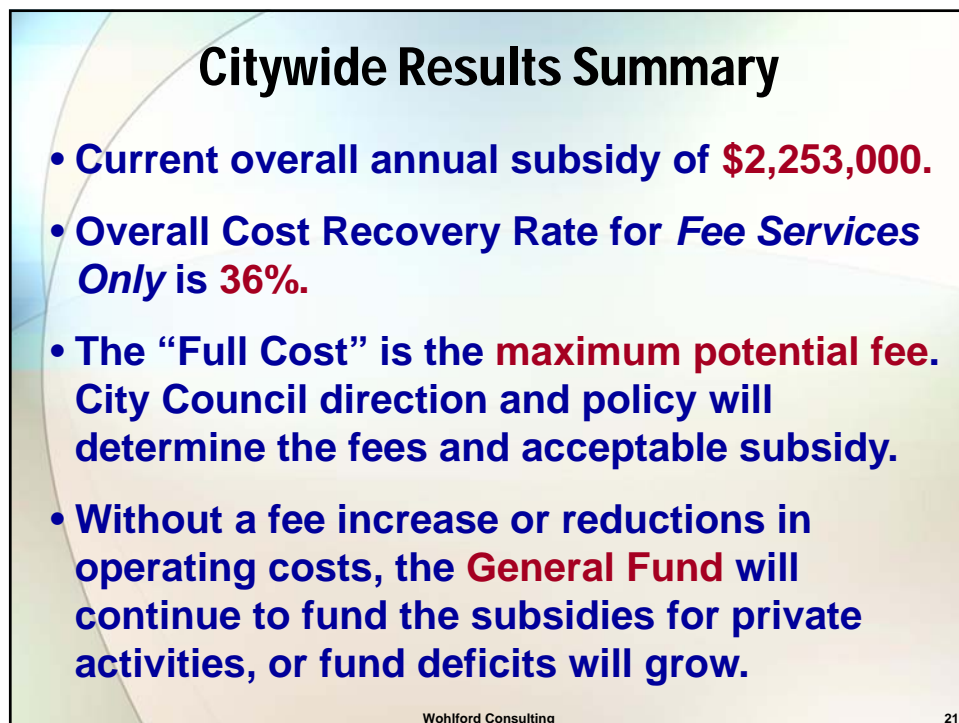 Citywide Results Summary
• Current overall annual subsidy of $2,253,000.
• Overall Cost Recovery Rate for Fee Services
Only is 36%.
• The “Full Cost” is the maximum potential fee.
City Council direction and policy will
determine the fees and acceptable subsidy.
• Without a fee increase or reductions in
operating costs, the General Fund will
continue to fund the subsidies for private
activities, or fund deficits will grow.
Wohlford Consulting
21